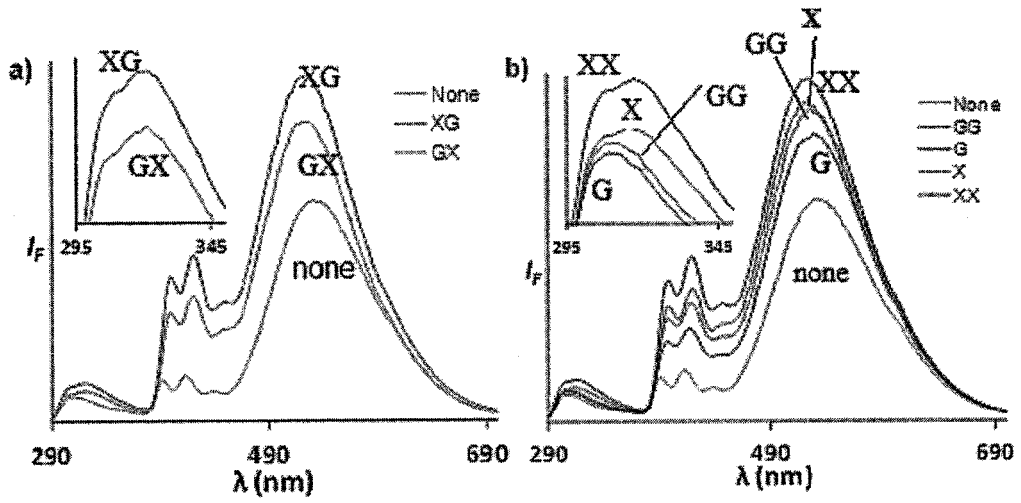 a)
XG
GX
295
345
XG
GX
none
None
XG
GX
I_F
290
490
690
λ (nm)
b)
XX
X
GG
G
295
345
GG
X
XX
G
none
None
GG
G
X
XX
I_F
290
490
690
λ (nm)